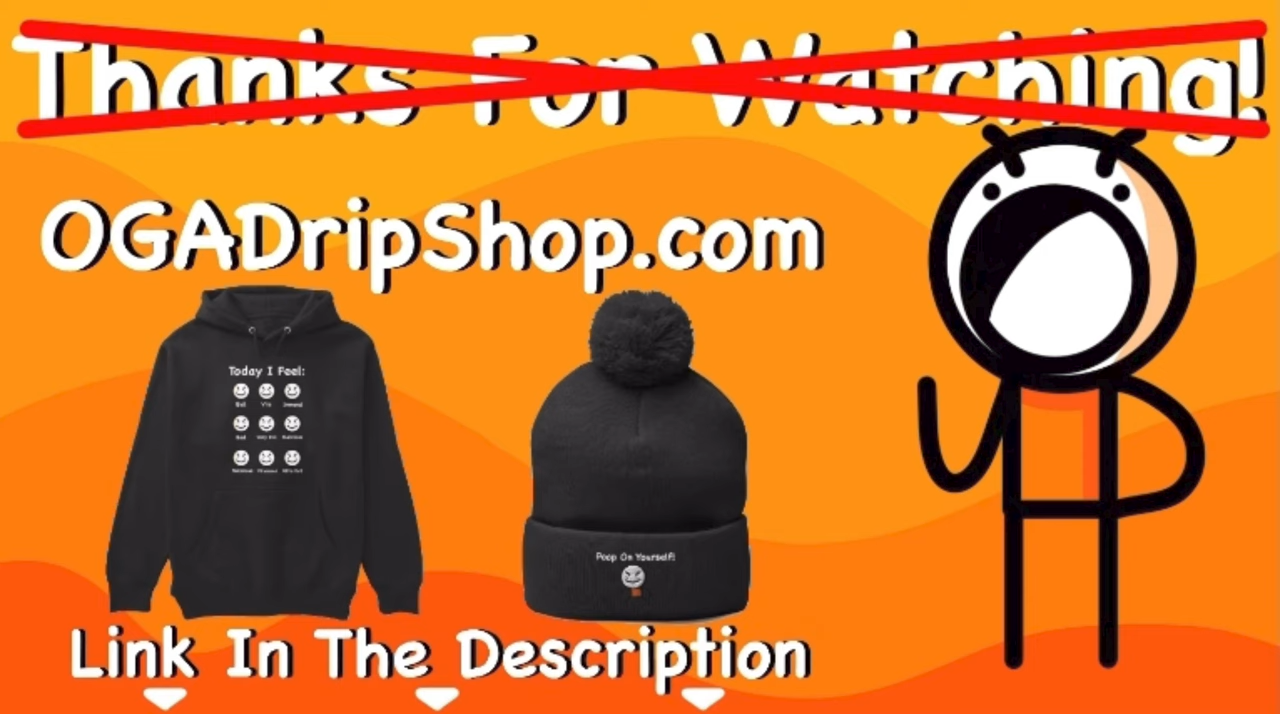 Thanks For Watching!
OGADripShop.com
Today I Feel:
Poop On Yourself!
Link In The Description